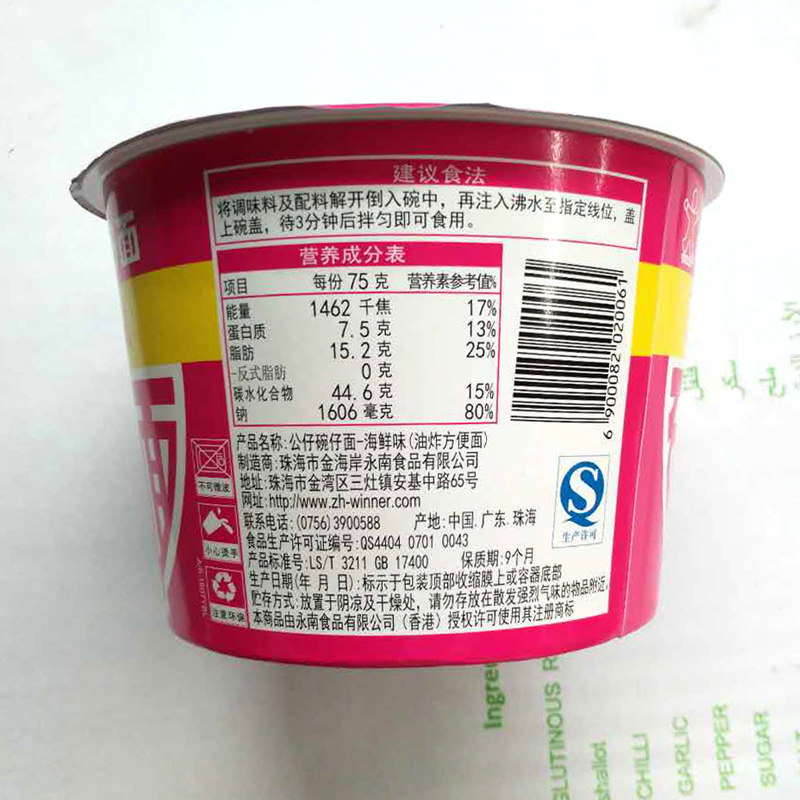 面
建议食法
将调味料及配料解开倒入碗中，再注入沸水至指定线位，盖
上碗盖，待3分钟后拌匀即可食用。
营养成分表
项目 每份 75 克 营养素参考值%
能量 1462 千焦 17%
蛋白质 7.5 克 13%
脂肪 15.2 克 25%
-反式脂肪 0 克
碳水化合物 44.6 克 15%
钠 1606 毫克 80%
6 900082 020061
产品名称:公仔碗仔面-海鲜味(油炸方便面)
制造商:珠海市金海岸永南食品有限公司
地址:珠海市金湾区三灶镇安基中路65号
网址:http://www.zh-winner.com
联系电话:(0756)3900588 产地:中国.广东.珠海
食品生产许可证编号:QS4404 0701 0043
产品标准号:LS/T 3211 GB 17400 保质期:9个月
生产日期(年 月 日):标示于包装顶部收缩膜上或容器底部
贮存方式:放置于阴凉及干燥处，请勿存放在散发强烈气味的物品附近。
本商品由永南食品有限公司（香港）授权许可使用其注册商标
不可微波
小心烫手
注意环保
S
生产许可
GLUTINOUS R
shallot
CHILLI
GARLIC
PEPPER
SUGAR